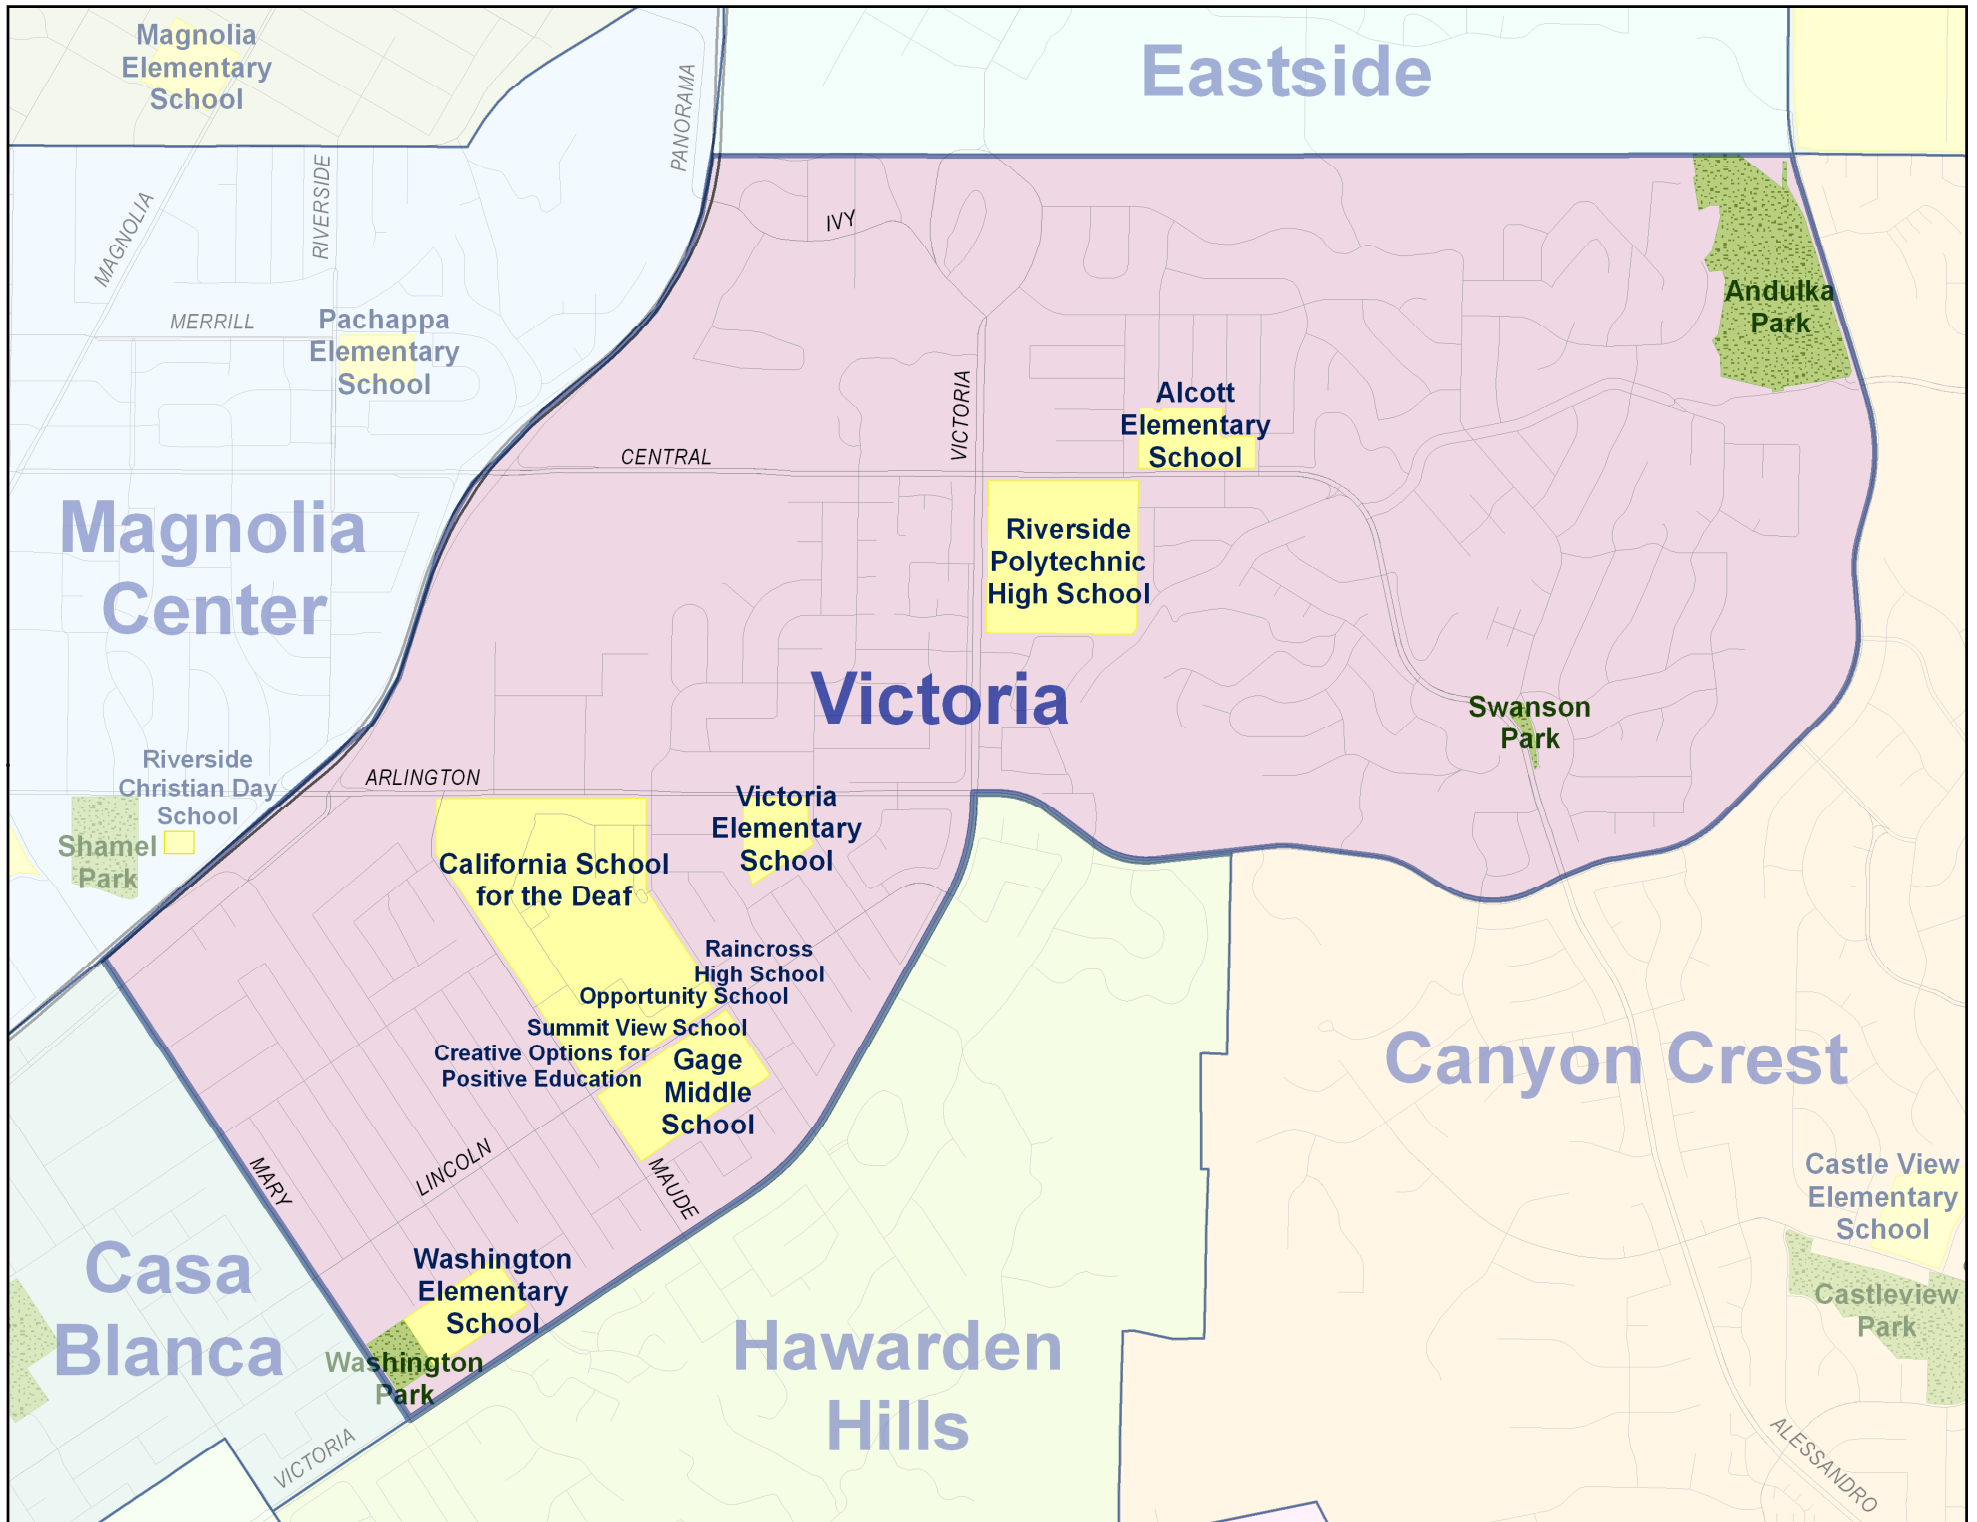 Magnolia
Elementary
School
Eastside
PANORAMA
MAGNOLIA
RIVERSIDE
IVY
MERRILL
Pachappa
Elementary
School
Andulka
Park
VICTORIA
Alcott
Elementary
School
CENTRAL
Magnolia
Center
Riverside
Polytechnic
High School
Victoria
Swanson
Park
Riverside
Christian Day
School
ARLINGTON
Shamel
Park
Victoria
Elementary
School
California School
for the Deaf
Raincross
High School
Opportunity School
Summit View School
Creative Options for
Positive Education
Gage
Middle
School
Canyon Crest
LINCOLN
MARY
MAUDE
Castle View
Elementary
School
Casa
Blanca
Washington
Elementary
School
Washington
Park
Hawarden
Hills
Castleview
Park
VICTORIA
ALESSANDRO